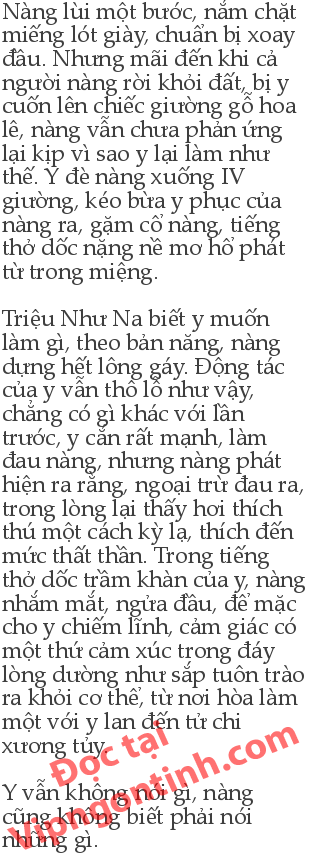 Nàng lùi một bước, nắm chặt
miếng lót giày, chuẩn bị xoay
đầu. Nhưng mãi đến khi cả
người nàng rời khỏi đất, bị y
cuốn lên chiếc giường gỗ hoa
lê, nàng vẫn chưa phản ứng
lại kịp vì sao y lại làm như
thế. Y đè nàng xuống IV
giường, kéo bừa y phục của
nàng ra, gặm cổ nàng, tiếng
thở dốc nặng nề mơ hồ phát
từ trong miệng.

Triệu Như Na biết y muốn
làm gì, theo bản năng, nàng
dựng hết lông gáy. Động tác
của y vẫn thô lỗ như vậy,
chẳng có gì khác với lần
trước, y cắn rất mạnh, làm
đau nàng, nhưng nàng phát
hiện ra rằng, ngoại trừ đau ra,
trong lòng lại thấy hơi thích
thú một cách kỳ lạ, thích đến
mức thất thần. Trong tiếng
thở dốc trầm khàn của y, nàng
nhắm mắt, ngửa đầu, để mặc
cho y chiếm lĩnh, cảm giác có
một thứ cảm xúc trong đáy
lòng dường như sắp tuôn trào
ra khỏi cơ thể, từ nơi hòa làm
một với y lan đến tứ chi
xương tủy.

Y vẫn không nói gì, nàng
cũng không biết phải nói
những gì.
Đọc tại
Vipngontinh.com